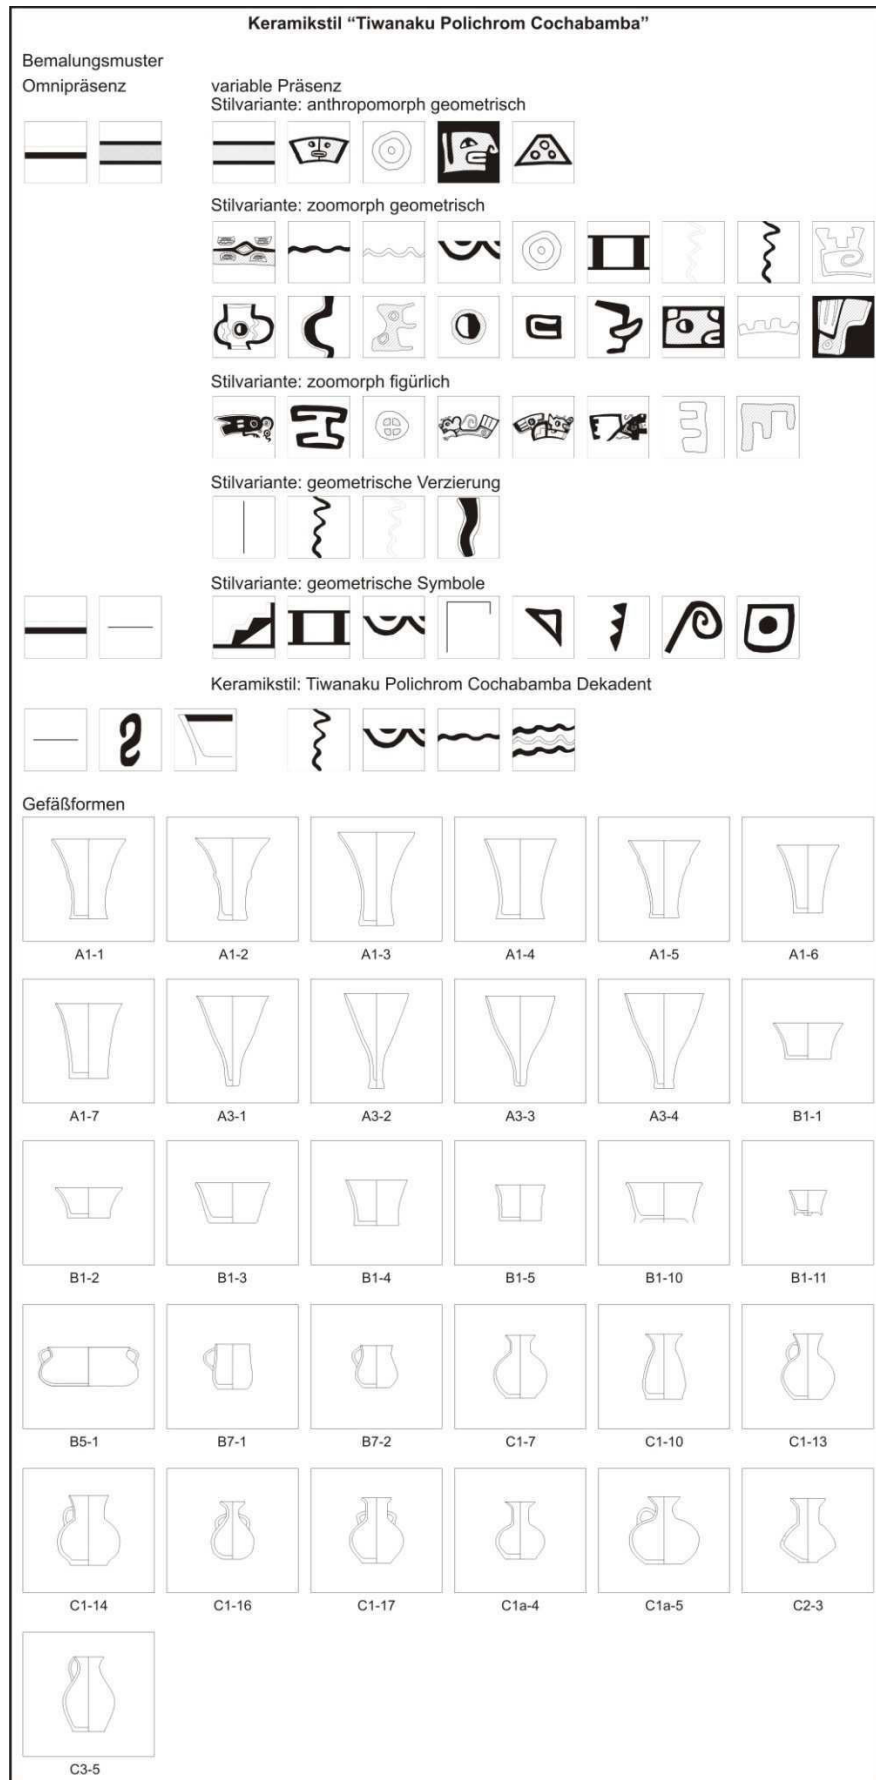 Keramikstil “Tiwanaku Polichrom Cochabamba”
Bemalungsmuster
Omnipräsenz
variable Präsenz
Stilvariante: anthropomorph geometrisch
Stilvariante: zoomorph geometrisch
Stilvariante: zoomorph figürlich
Stilvariante: geometrische Verzierung
Stilvariante: geometrische Symbole
Keramikstil: Tiwanaku Polichrom Cochabamba Dekadent
Gefäßformen
A1-1 A1-2 A1-3 A1-4 A1-5 A1-6
A1-7 A3-1 A3-2 A3-3 A3-4 B1-1
B1-2 B1-3 B1-4 B1-5 B1-10 B1-11
B5-1 B7-1 B7-2 C1-7 C1-10 C1-13
C1-14 C1-16 C1-17 C1a-4 C1a-5 C2-3
C3-5